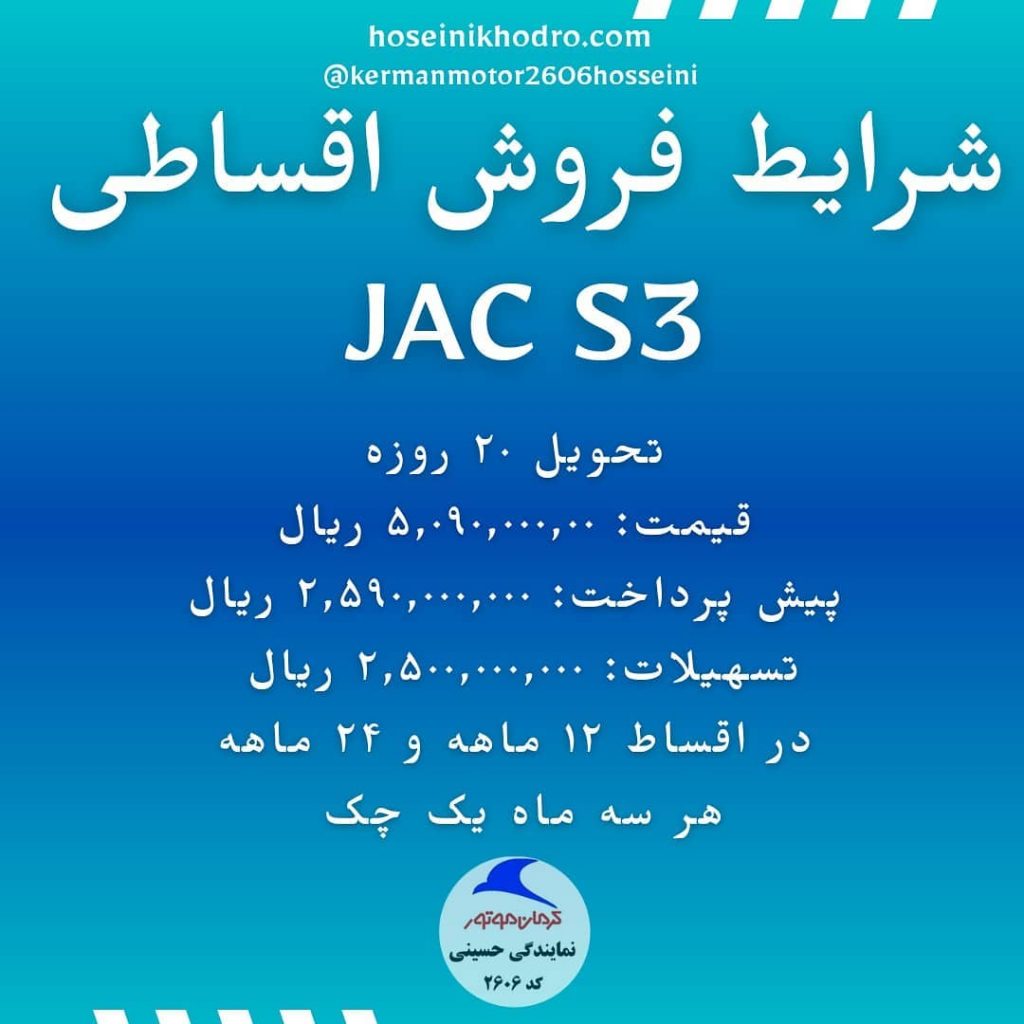 hoseinikhodro.com
@kermanmotor2606hosseini
شرایط فروش اقساطی
JAC S3
تحویل ۲۰ روزه
قیمت: ۵,۰۹۰,۰۰۰,۰۰ ریال
پیش پرداخت: ۲,۵۹۰,۰۰۰,۰۰۰ ریال
تسهیلات: ۲,۵۰۰,۰۰۰,۰۰۰ ریال
در اقساط ۱۲ ماهه و ۲۴ ماهه
هر سه ماه یک چک
کرمان موتور
نمایندگی حسینی
کد ۲۶۰۶